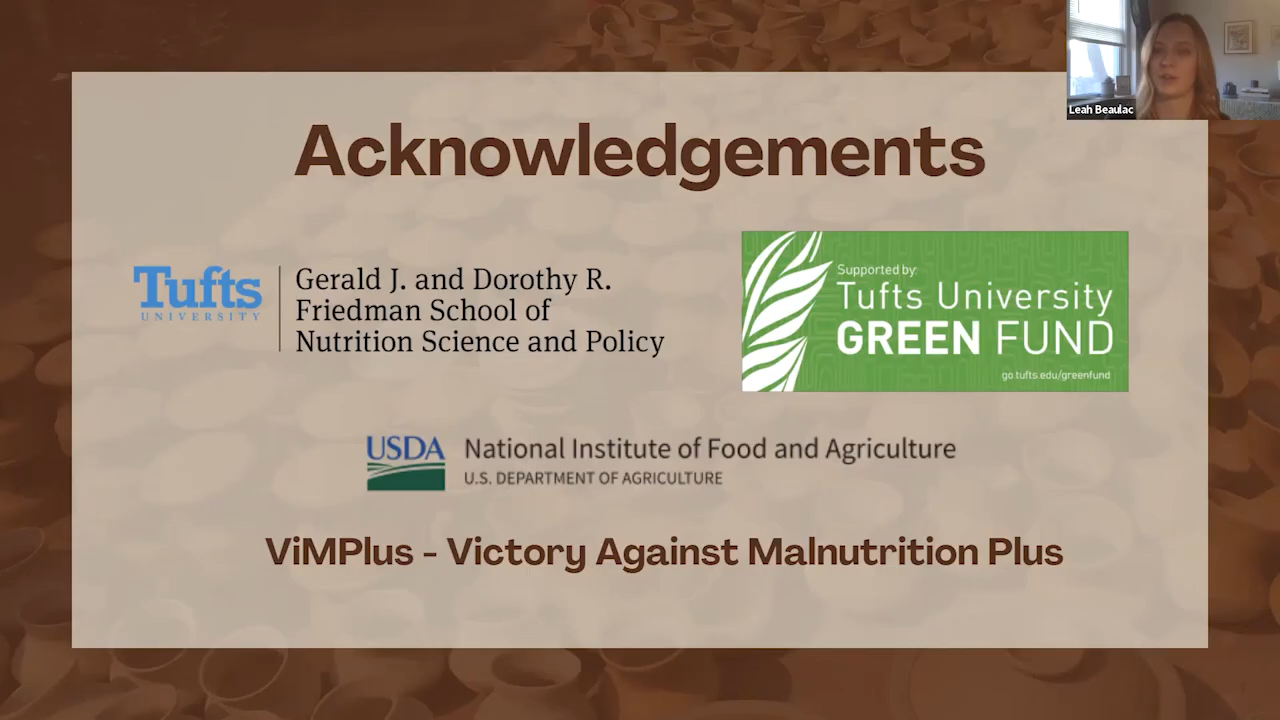 Leah Beaulac
Acknowledgements
Tufts
UNIVERSITY
Gerald J. and Dorothy R.
Friedman School of
Nutrition Science and Policy
Supported by:
Tufts University
GREEN FUND
go.tufts.edu/greenfund
USDA
National Institute of Food and Agriculture
U.S. DEPARTMENT OF AGRICULTURE
ViMPlus - Victory Against Malnutrition Plus